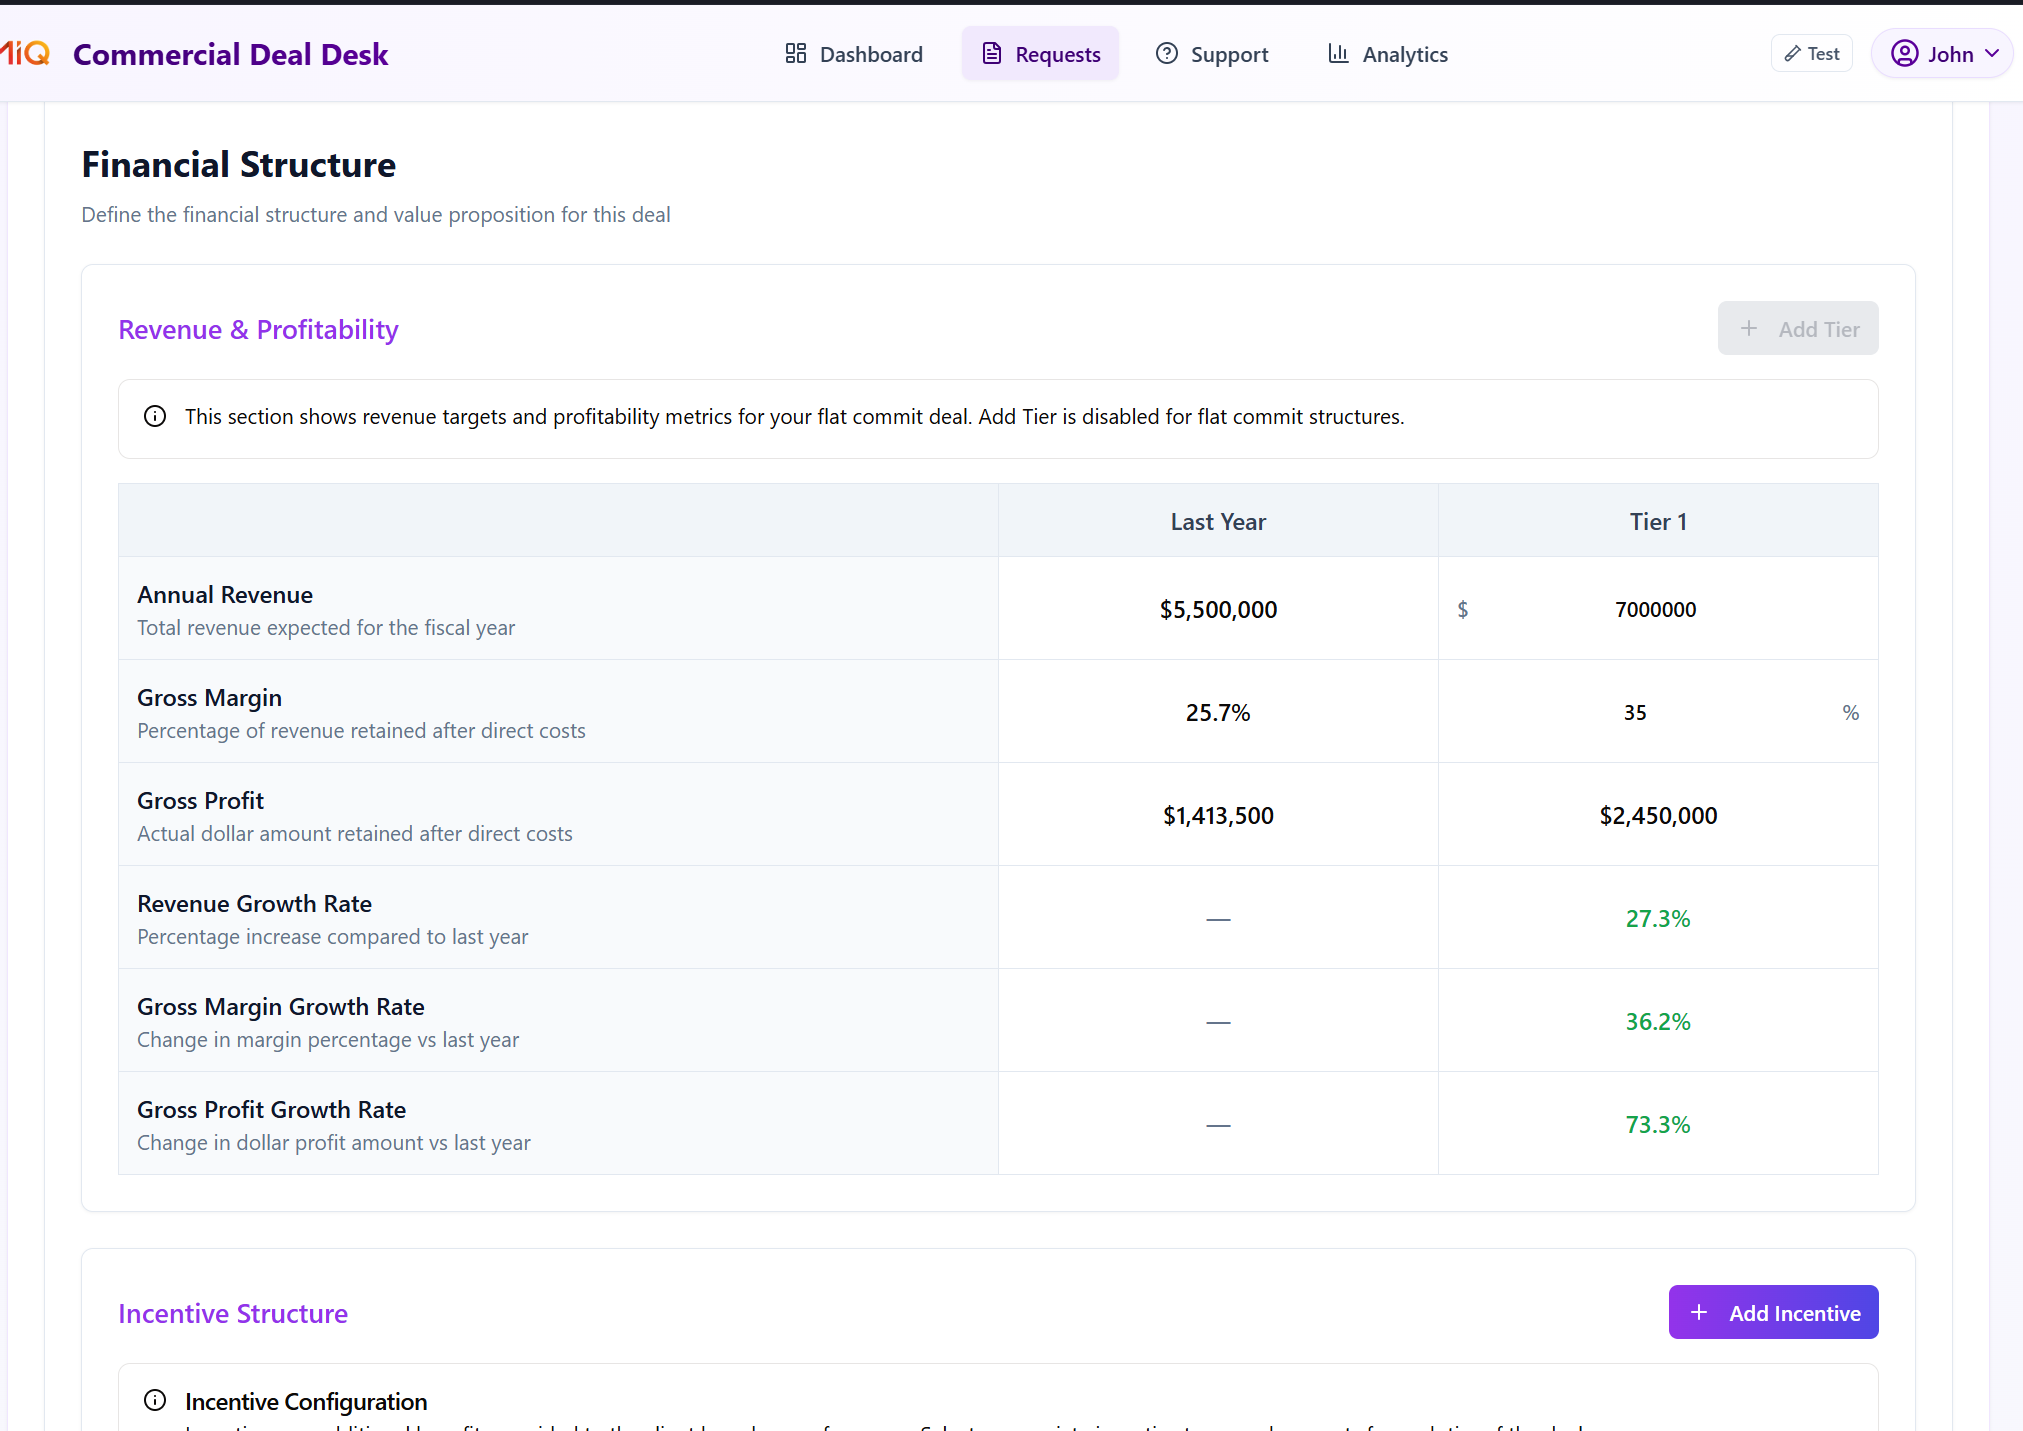 MiQ
Commercial Deal Desk
Dashboard
Requests
Support
Analytics
Test
John
Financial Structure
Define the financial structure and value proposition for this deal
Revenue & Profitability
+ Add Tier
This section shows revenue targets and profitability metrics for your flat commit deal. Add Tier is disabled for flat commit structures.
Last Year Tier 1
Annual Revenue
Total revenue expected for the fiscal year
$5,500,000 $ 7000000
Gross Margin
Percentage of revenue retained after direct costs
25.7% 35 %
Gross Profit
Actual dollar amount retained after direct costs
$1,413,500 $2,450,000
Revenue Growth Rate
Percentage increase compared to last year
— 27.3%
Gross Margin Growth Rate
Change in margin percentage vs last year
— 36.2%
Gross Profit Growth Rate
Change in dollar profit amount vs last year
— 73.3%
Incentive Structure
+ Add Incentive
Incentive Configuration